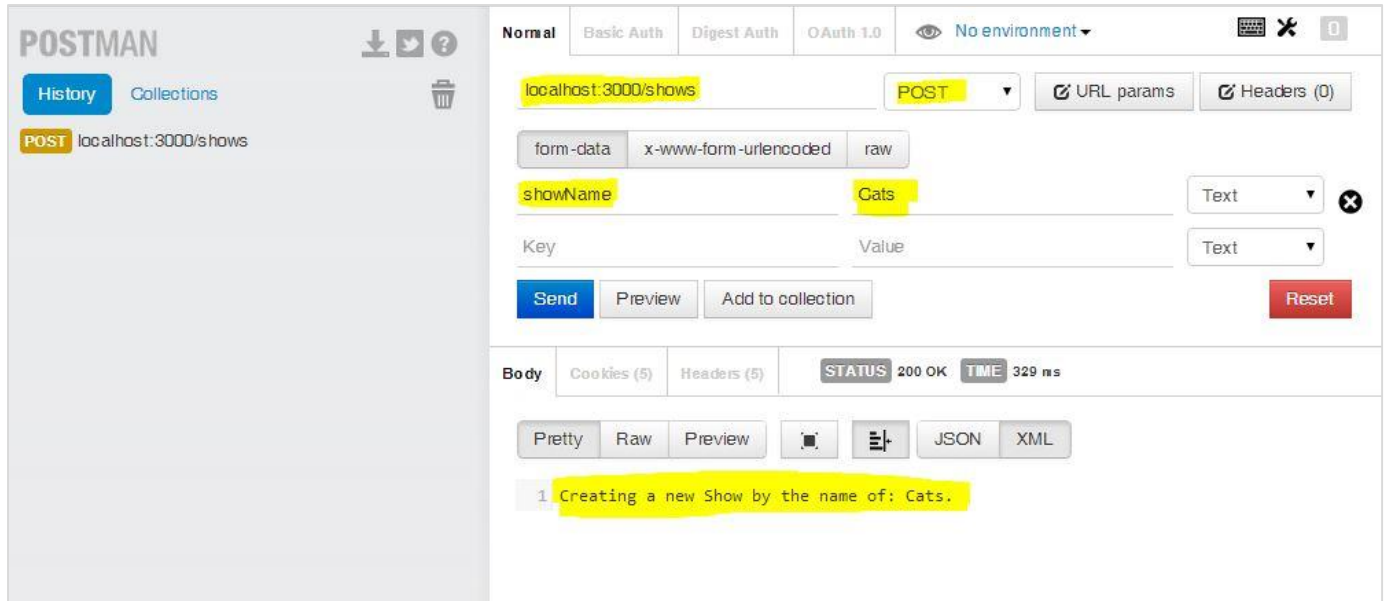 POSTMAN
History Collections
POST localhost:3000/shows
Normal Basic Auth Digest Auth OAuth 1.0 No environment 0
localhost:3000/shows POST URL params Headers (0)
form-data x-www-form-urlencoded raw
showName Cats Text
Key Value Text
Send Preview Add to collection Reset
Body Cookies (5) Headers (5) STATUS 200 OK TIME 329 ms
Pretty Raw Preview JSON XML
1 Creating a new Show by the name of: Cats.